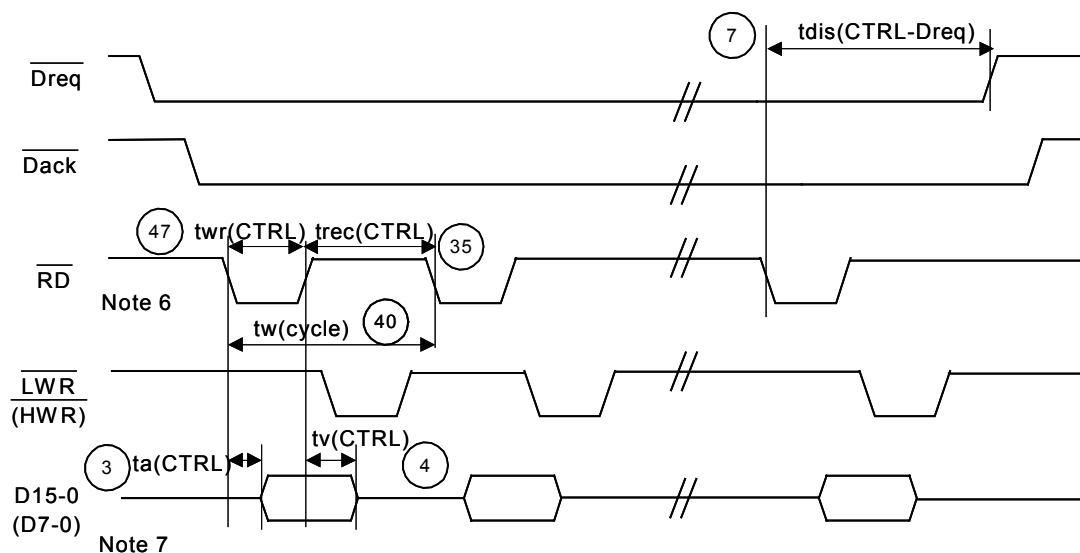 7
tdis(CTRL-Dreq)
Dreq
Dack
47
twr(CTRL)
trec(CTRL)
35
RD
Note 6
tw(cycle)
40
LWR
(HWR)
3
ta(CTRL)
tv(CTRL)
4
D15-0
(D7-0)
Note 7